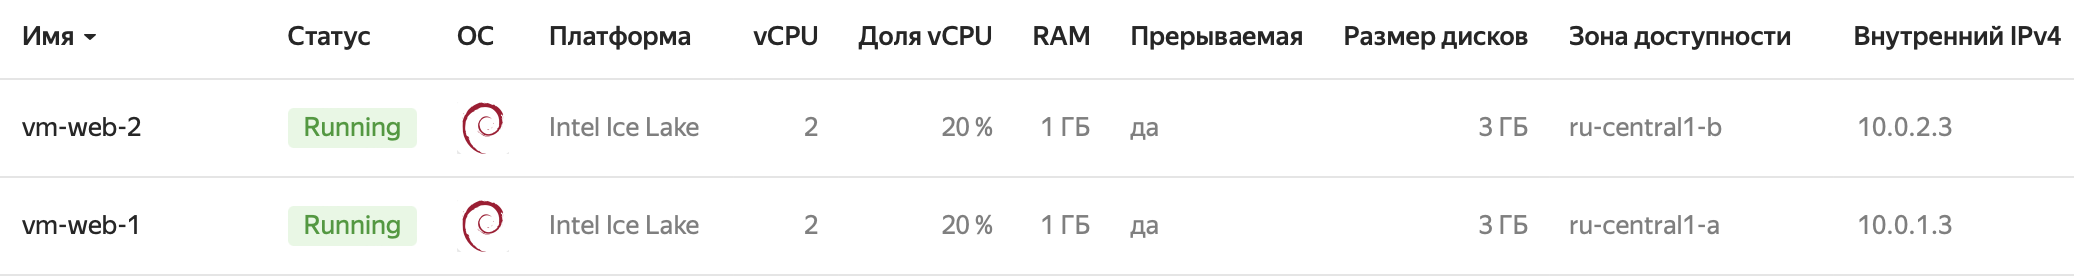 Имя Статус ОС Платформа vCPU Доля vCPU RAM Прерываемая Размер дисков Зона доступности Внутренний IPv4
vm-web-2 Running Intel Ice Lake 2 20 % 1 ГБ да 3 ГБ ru-central1-b 10.0.2.3
vm-web-1 Running Intel Ice Lake 2 20 % 1 ГБ да 3 ГБ ru-central1-a 10.0.1.3